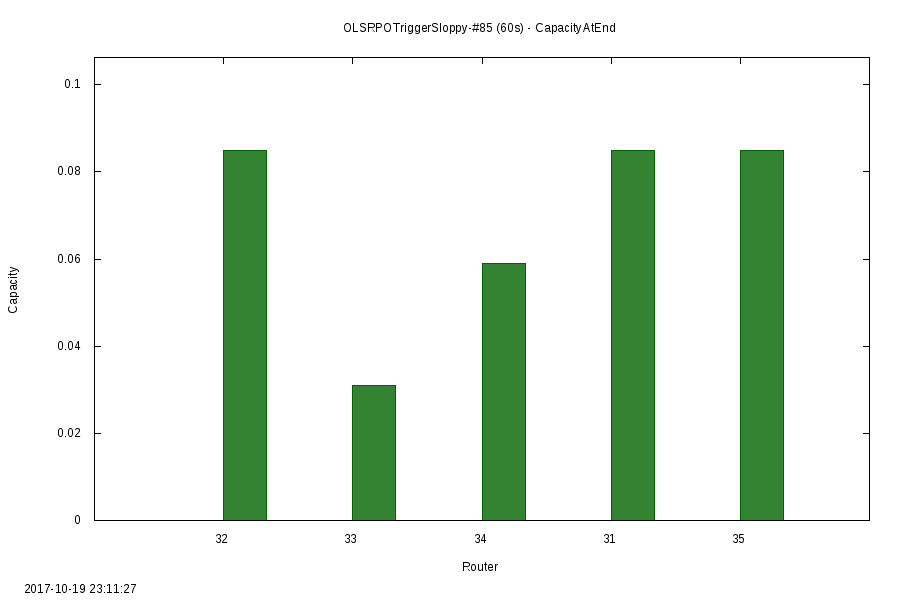 OLSRPOTriggerSloppy-#85 (60s) - CapacityAtEnd
0.1
0.08
0.06
0.04
0.02
0
Capacity
32 33 34 31 35
Router
2017-10-19 23:11:27